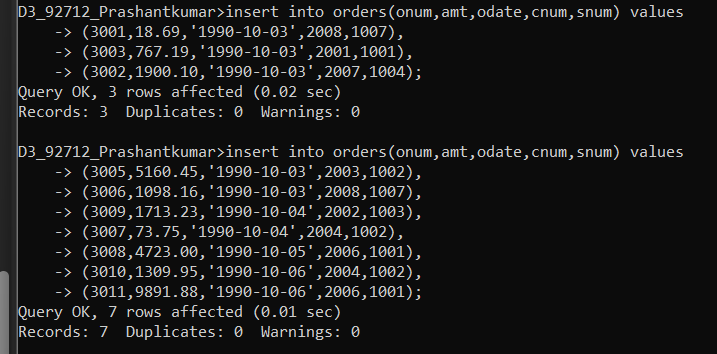 D3_92712_Prashantkumar>insert into orders(onum,amt,odate,cnum,snum) values
    -> (3001,18.69,'1990-10-03',2008,1007),
    -> (3003,767.19,'1990-10-03',2001,1001),
    -> (3002,1900.10,'1990-10-03',2007,1004);
Query OK, 3 rows affected (0.02 sec)
Records: 3  Duplicates: 0  Warnings: 0

D3_92712_Prashantkumar>insert into orders(onum,amt,odate,cnum,snum) values
    -> (3005,5160.45,'1990-10-03',2003,1002),
    -> (3006,1098.16,'1990-10-03',2008,1007),
    -> (3009,1713.23,'1990-10-04',2002,1003),
    -> (3007,73.75,'1990-10-04',2004,1002),
    -> (3008,4723.00,'1990-10-05',2006,1001),
    -> (3010,1309.95,'1990-10-06',2004,1002),
    -> (3011,9891.88,'1990-10-06',2006,1001);
Query OK, 7 rows affected (0.01 sec)
Records: 7  Duplicates: 0  Warnings: 0